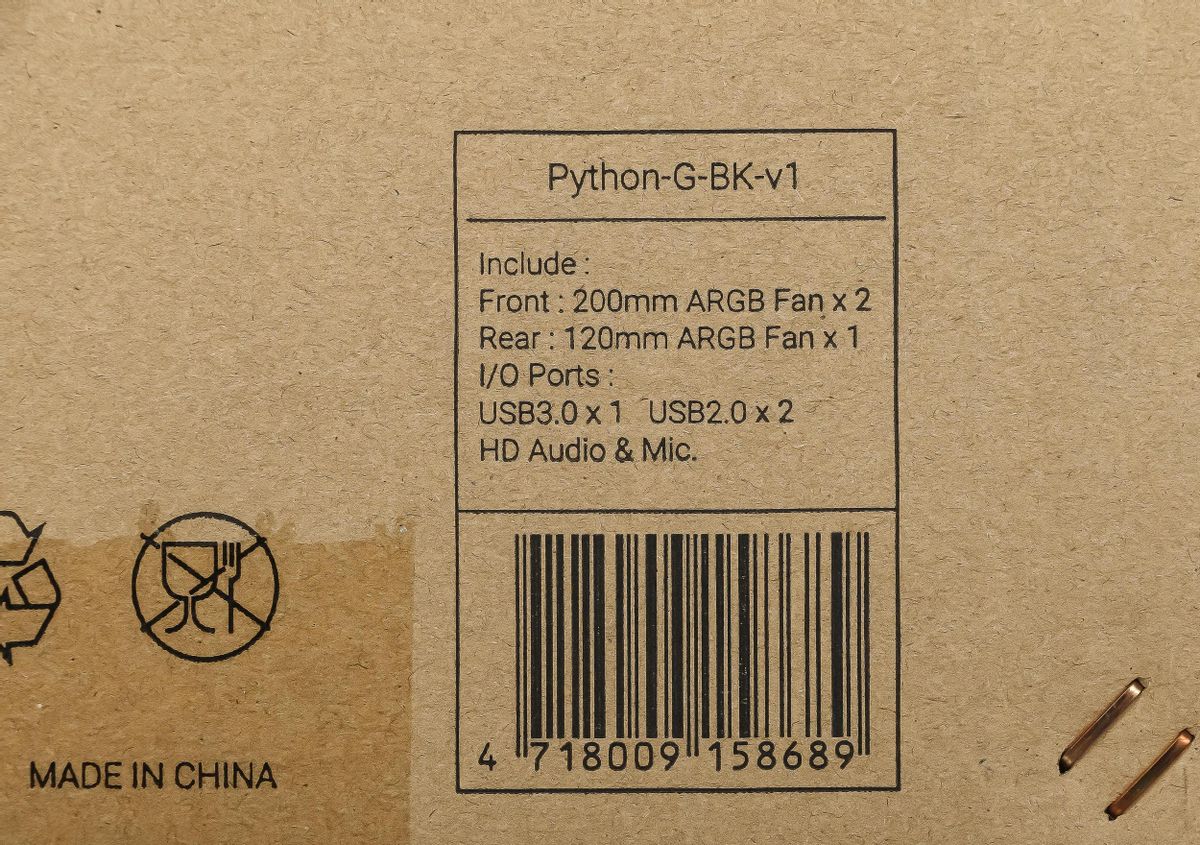 Python-G-BK-v1
Include :
Front : 200mm ARGB Fan x 2
Rear : 120mm ARGB Fan x 1
I/O Ports :
USB3.0 x 1 USB2.0 x 2
HD Audio & Mic.
4 718009 158689
MADE IN CHINA